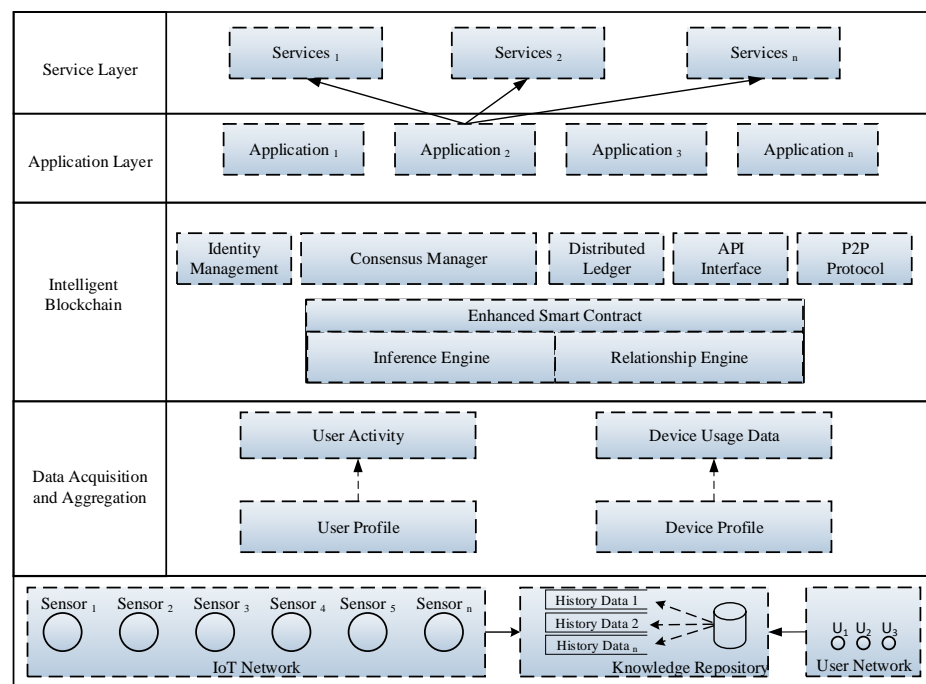 Service Layer
Services 1
Services 2
Services n
Application Layer
Application 1
Application 2
Application 3
Application n
Intelligent
Blockchain
Identity
Management
Consensus Manager
Distributed
Ledger
API
Interface
P2P
Protocol
Enhanced Smart Contract
Inference Engine
Relationship Engine
Data Acquisition
and Aggregation
User Activity
Device Usage Data
User Profile
Device Profile
Sensor 1
Sensor 2
Sensor 3
Sensor 4
Sensor 5
Sensor n
IoT Network
History Data 1
History Data 2
History Data n
Knowledge Repository
U1
U2
U3
User Network